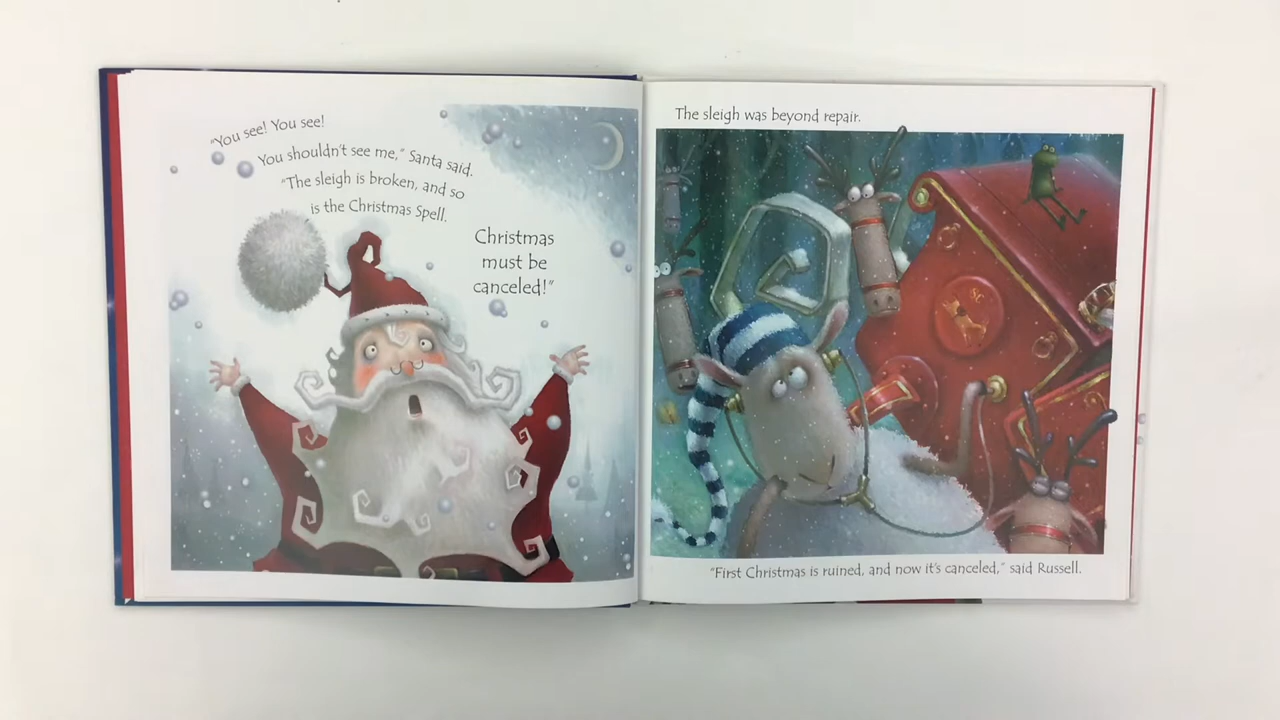 "You see! You see!
You shouldn't see me," Santa said.
"The sleigh is broken, and so
is the Christmas Spell.
Christmas
must be
canceled!"
The sleigh was beyond repair.
SC
"First Christmas is ruined, and now it's canceled," said Russell.